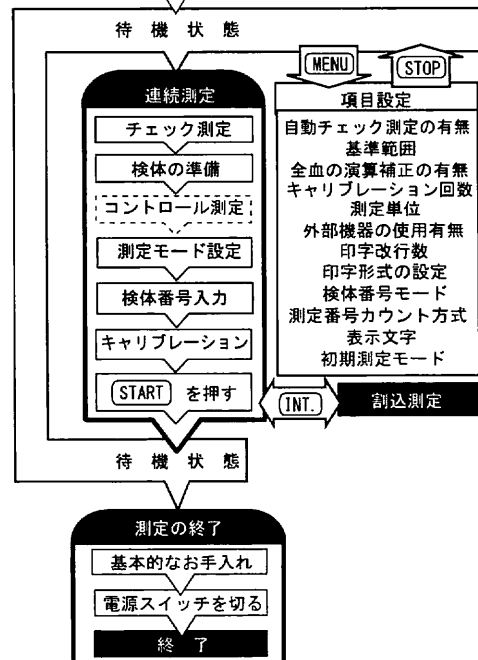 待機状態
MENU
STOP
連続測定
チェック測定
検体の準備
コントロール測定
測定モード設定
検体番号入力
キャリブレーション
START を押す
項目設定
自動チェック測定の有無
基準範囲
全血の演算補正の有無
キャリブレーション回数
測定単位
外部機器の使用有無
印字改行数
印字形式の設定
検体番号モード
測定番号カウント方式
表示文字
初期測定モード
INT.
割込測定
待機状態
測定の終了
基本的なお手入れ
電源スイッチを切る
終了